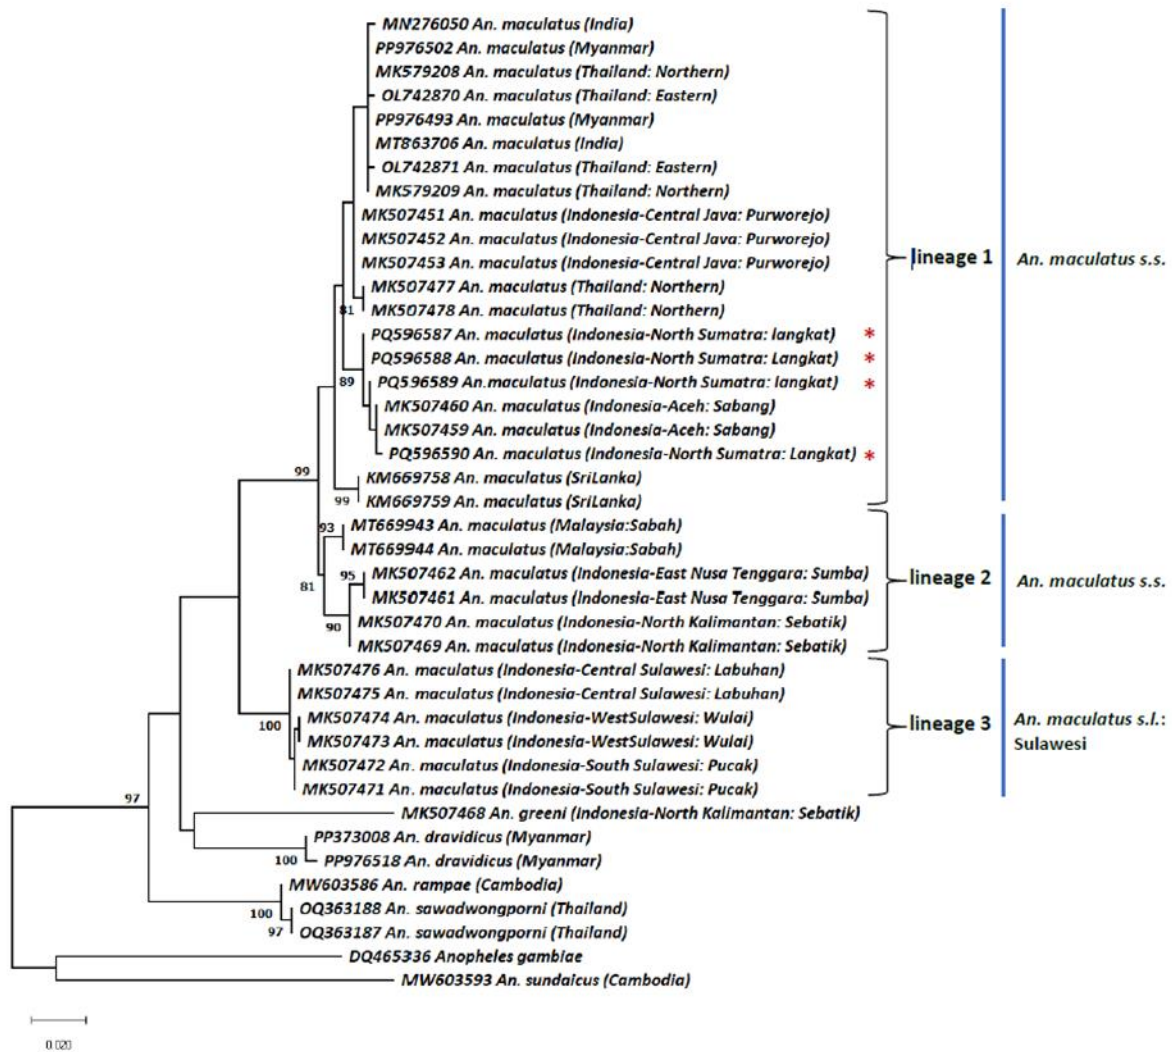 MN276050 An. maculatus (India)
PP976502 An. maculatus (Myanmar)
MK579208 An. maculatus (Thailand: Northern)
OL742870 An. maculatus (Thailand: Eastern)
PP976493 An. maculatus (Myanmar)
MT863706 An. maculatus (India)
OL742871 An. maculatus (Thailand: Eastern)
MK579209 An. maculatus (Thailand: Northern)
MK507451 An. maculatus (Indonesia-Central Java: Purworejo)
MK507452 An. maculatus (Indonesia-Central Java: Purworejo)
lineage 1 An. maculatus s.s.
MK507453 An. maculatus (Indonesia-Central Java: Purworejo)
MK507477 An. maculatus (Thailand: Northern)
81 MK507478 An. maculatus (Thailand: Northern)
PQ596587 An. maculatus (Indonesia-North Sumatra: langkat) *
PQ596588 An. maculatus (Indonesia-North Sumatra: Langkat) *
89 PQ596589 An.maculatus (Indonesia-North Sumatra: langkat) *
MK507460 An. maculatus (Indonesia-Aceh: Sabang)
MK507459 An. maculatus (Indonesia-Aceh: Sabang)
PQ596590 An. maculatus (Indonesia-North Sumatra: Langkat) *
99 KM669758 An. maculatus (SriLanka)
99 KM669759 An. maculatus (SriLanka)
93 MT669943 An. maculatus (Malaysia:Sabah)
MT669944 An. maculatus (Malaysia:Sabah)
95 MK507462 An. maculatus (Indonesia-East Nusa Tenggara: Sumba)
lineage 2 An. maculatus s.s.
81 MK507461 An. maculatus (Indonesia-East Nusa Tenggara: Sumba)
90 MK507470 An. maculatus (Indonesia-North Kalimantan: Sebatik)
MK507469 An. maculatus (Indonesia-North Kalimantan: Sebatik)
MK507476 An. maculatus (Indonesia-Central Sulawesi: Labuhan)
MK507475 An. maculatus (Indonesia-Central Sulawesi: Labuhan)
100 MK507474 An. maculatus (Indonesia-WestSulawesi: Wulai)
lineage 3 An. maculatus s.l.:
Sulawesi
MK507473 An. maculatus (Indonesia-WestSulawesi: Wulai)
MK507472 An. maculatus (Indonesia-South Sulawesi: Pucak)
MK507471 An. maculatus (Indonesia-South Sulawesi: Pucak)
97
MK507468 An. greeni (Indonesia-North Kalimantan: Sebatik)
PP373008 An. dravidicus (Myanmar)
100 PP976518 An. dravidicus (Myanmar)
MW603586 An. rampae (Cambodia)
100 OQ363188 An. sawadwongporni (Thailand)
97 OQ363187 An. sawadwongporni (Thailand)
DQ465336 Anopheles gambiae
MW603593 An. sundaicus (Cambodia)
0.020